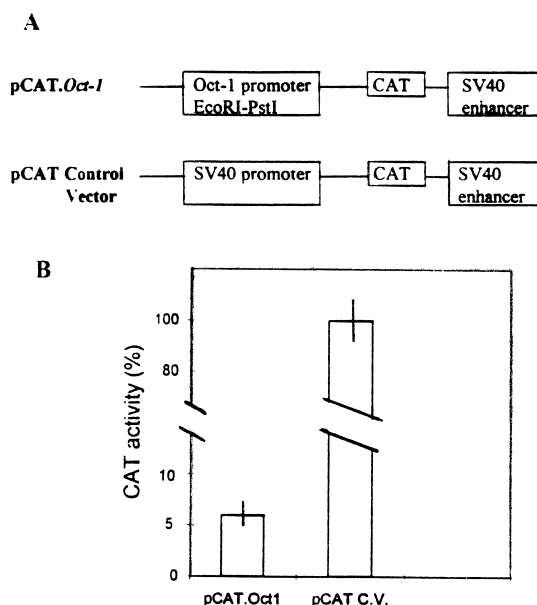 A
pCAT.Oct-1
Oct-1 promoter
EcoRI-PstI
CAT
SV40
enhancer
pCAT Control
Vector
SV40 promoter
CAT
SV40
enhancer
B
CAT activity (%)
100
80
10
5
0
pCAT.Oct1
pCAT C.V.